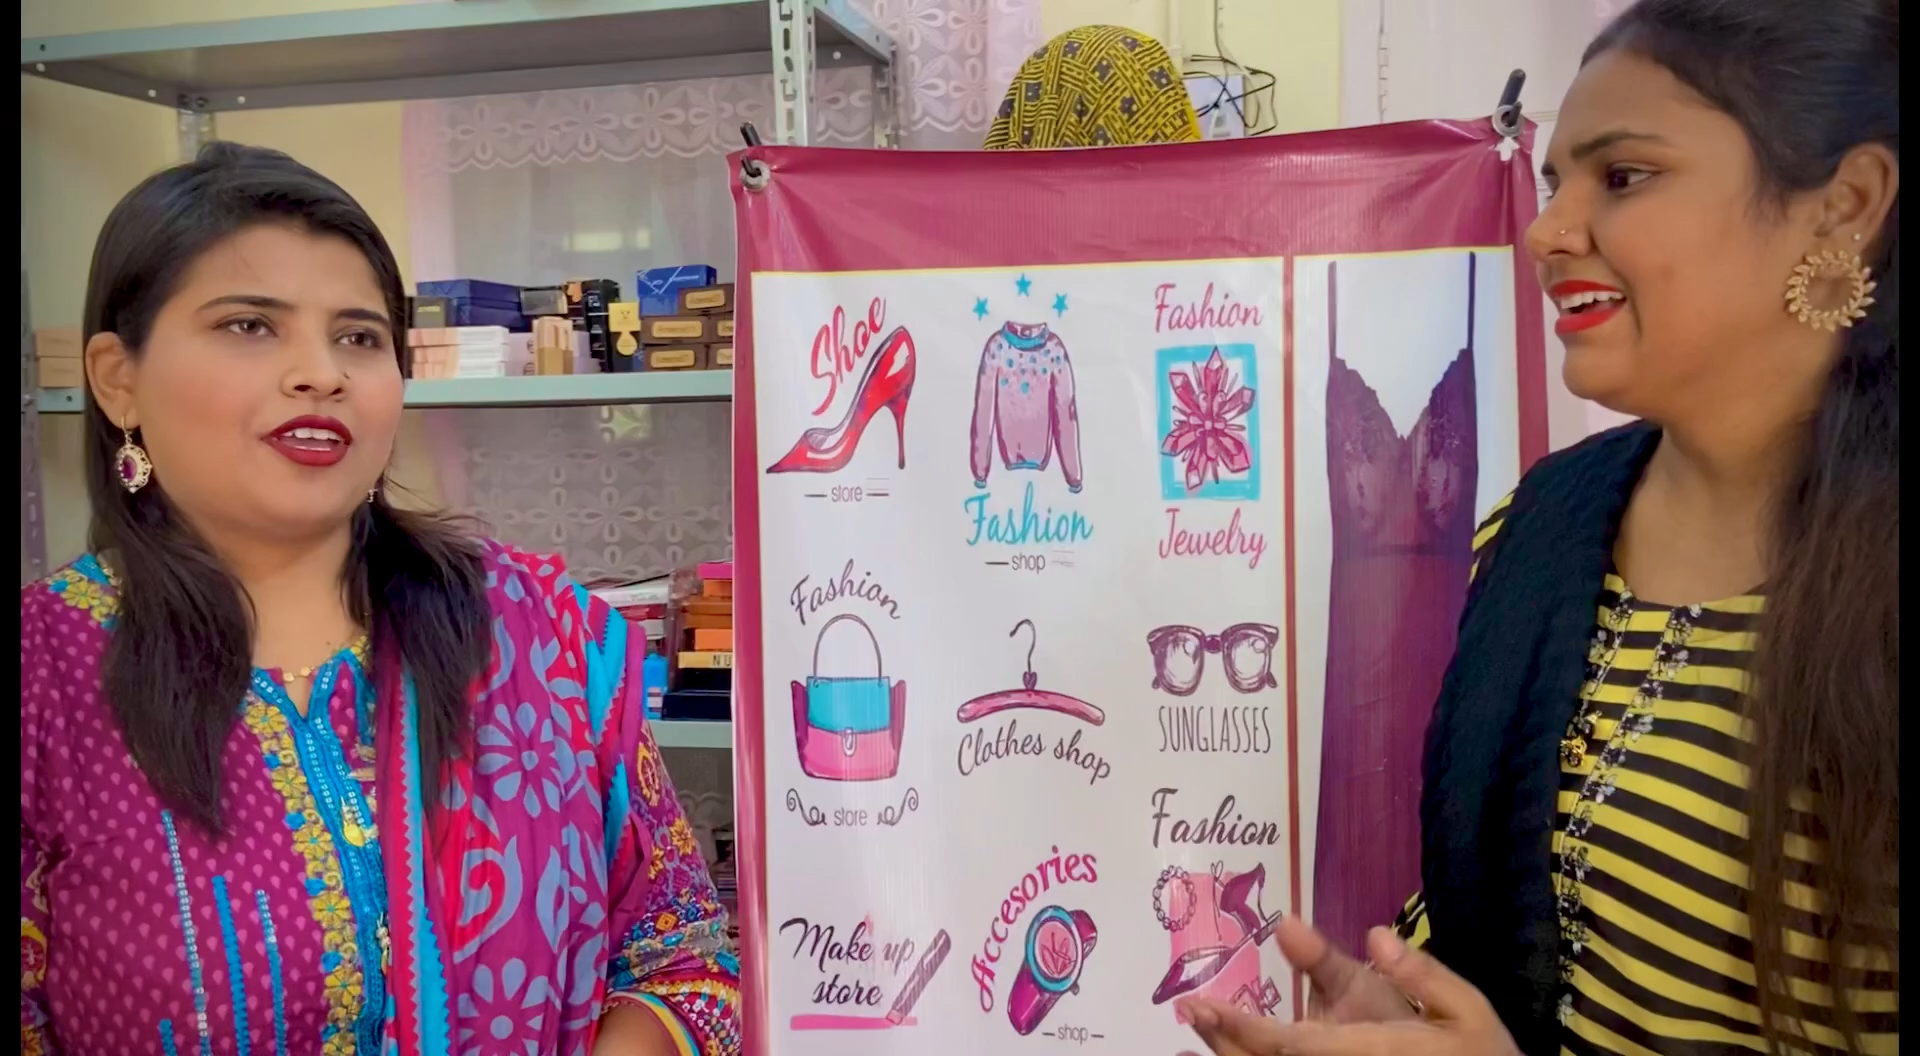 Shoe
store
Fashion
shop
Fashion
Jewelry
Fashion
store
Clothes shop
SUNGLASSES
Make up
store
Accesories
shop
Fashion